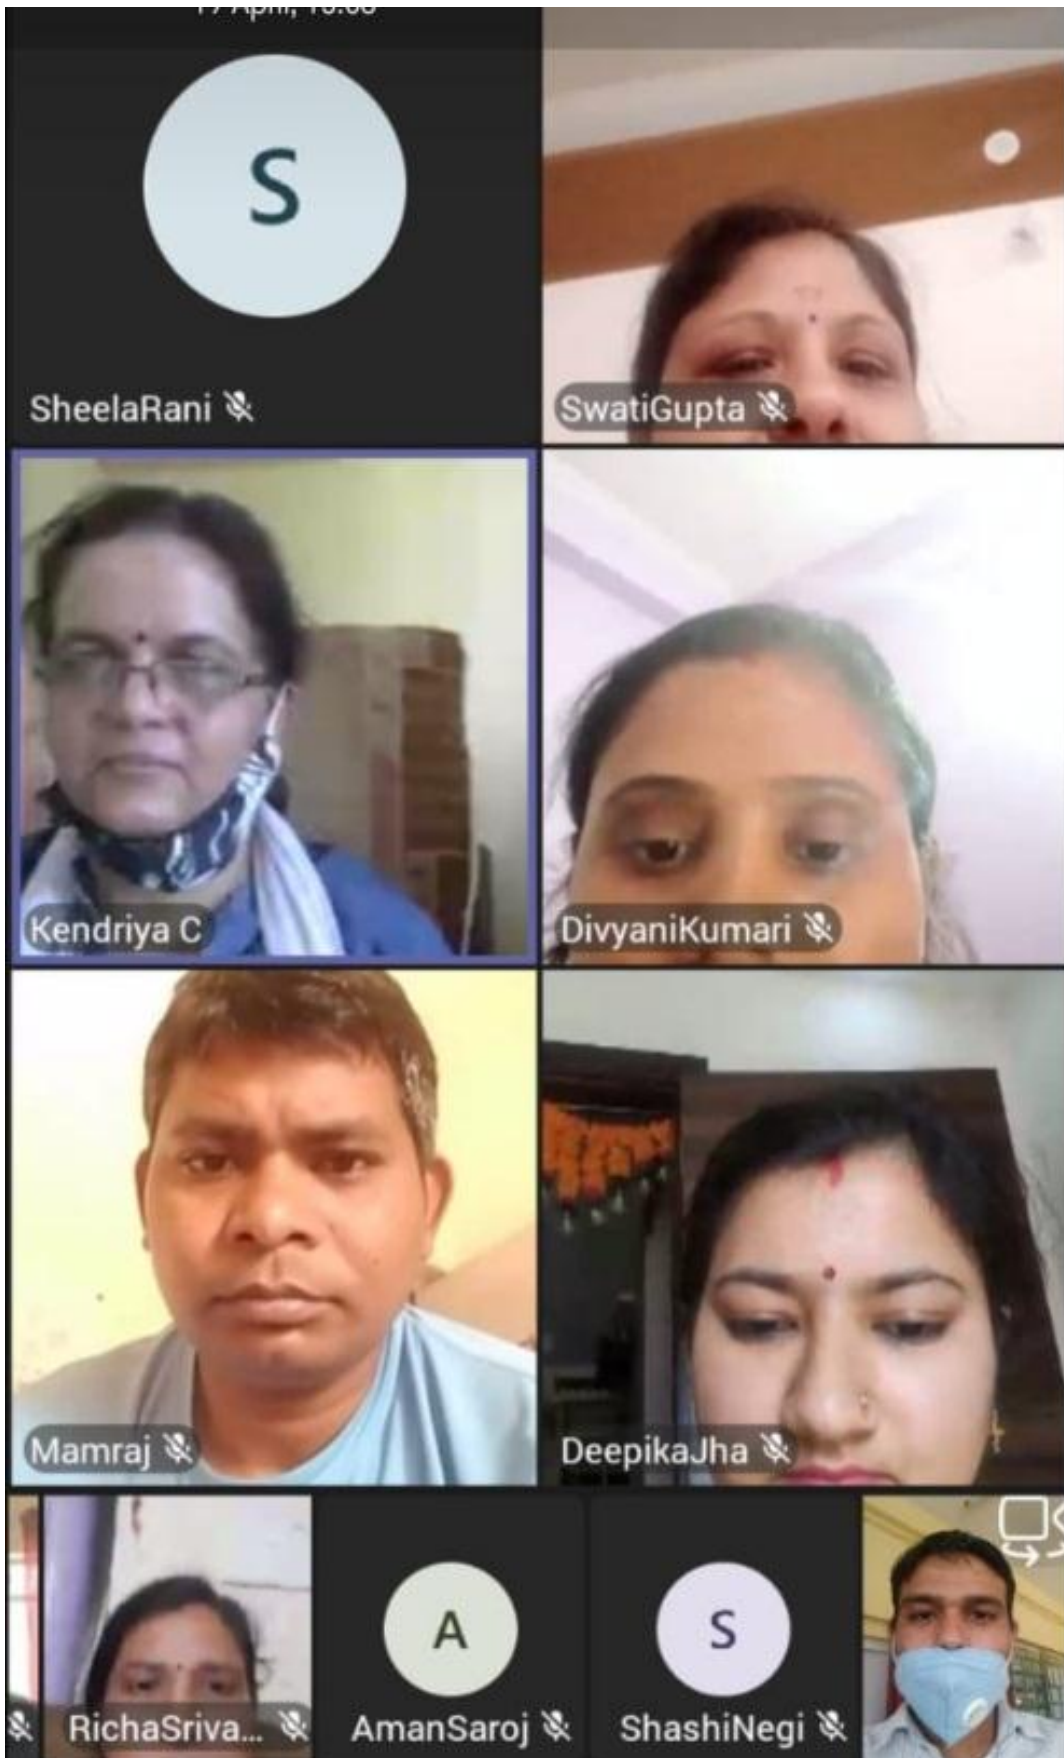 S
SheelaRani
SwatiGupta
Kendriya C
DivyaniKumari
Mamraj
DeepikaJha
A
S
RichaSriva...
AmanSaroj
ShashiNegi